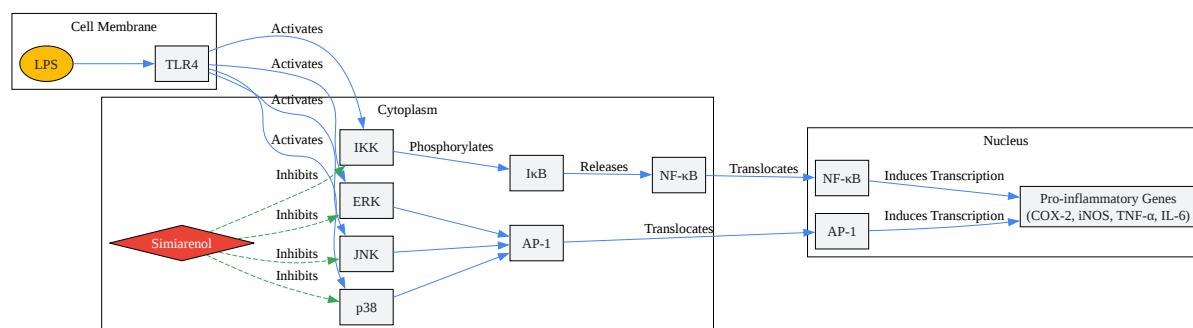 Cell Membrane
LPS
TLR4
Activates
Activates
Activates
Activates
Cytoplasm
IKK
Phosphorylates
IκB
Releases
NF-κB
Translocates
Nucleus
NF-κB
Induces Transcription
Pro-inflammatory Genes
(COX-2, iNOS, TNF-α, IL-6)
Inhibits
ERK
Inhibits
Simiarenol
Inhibits
JNK
Inhibits
p38
AP-1
Translocates
AP-1
Induces Transcription